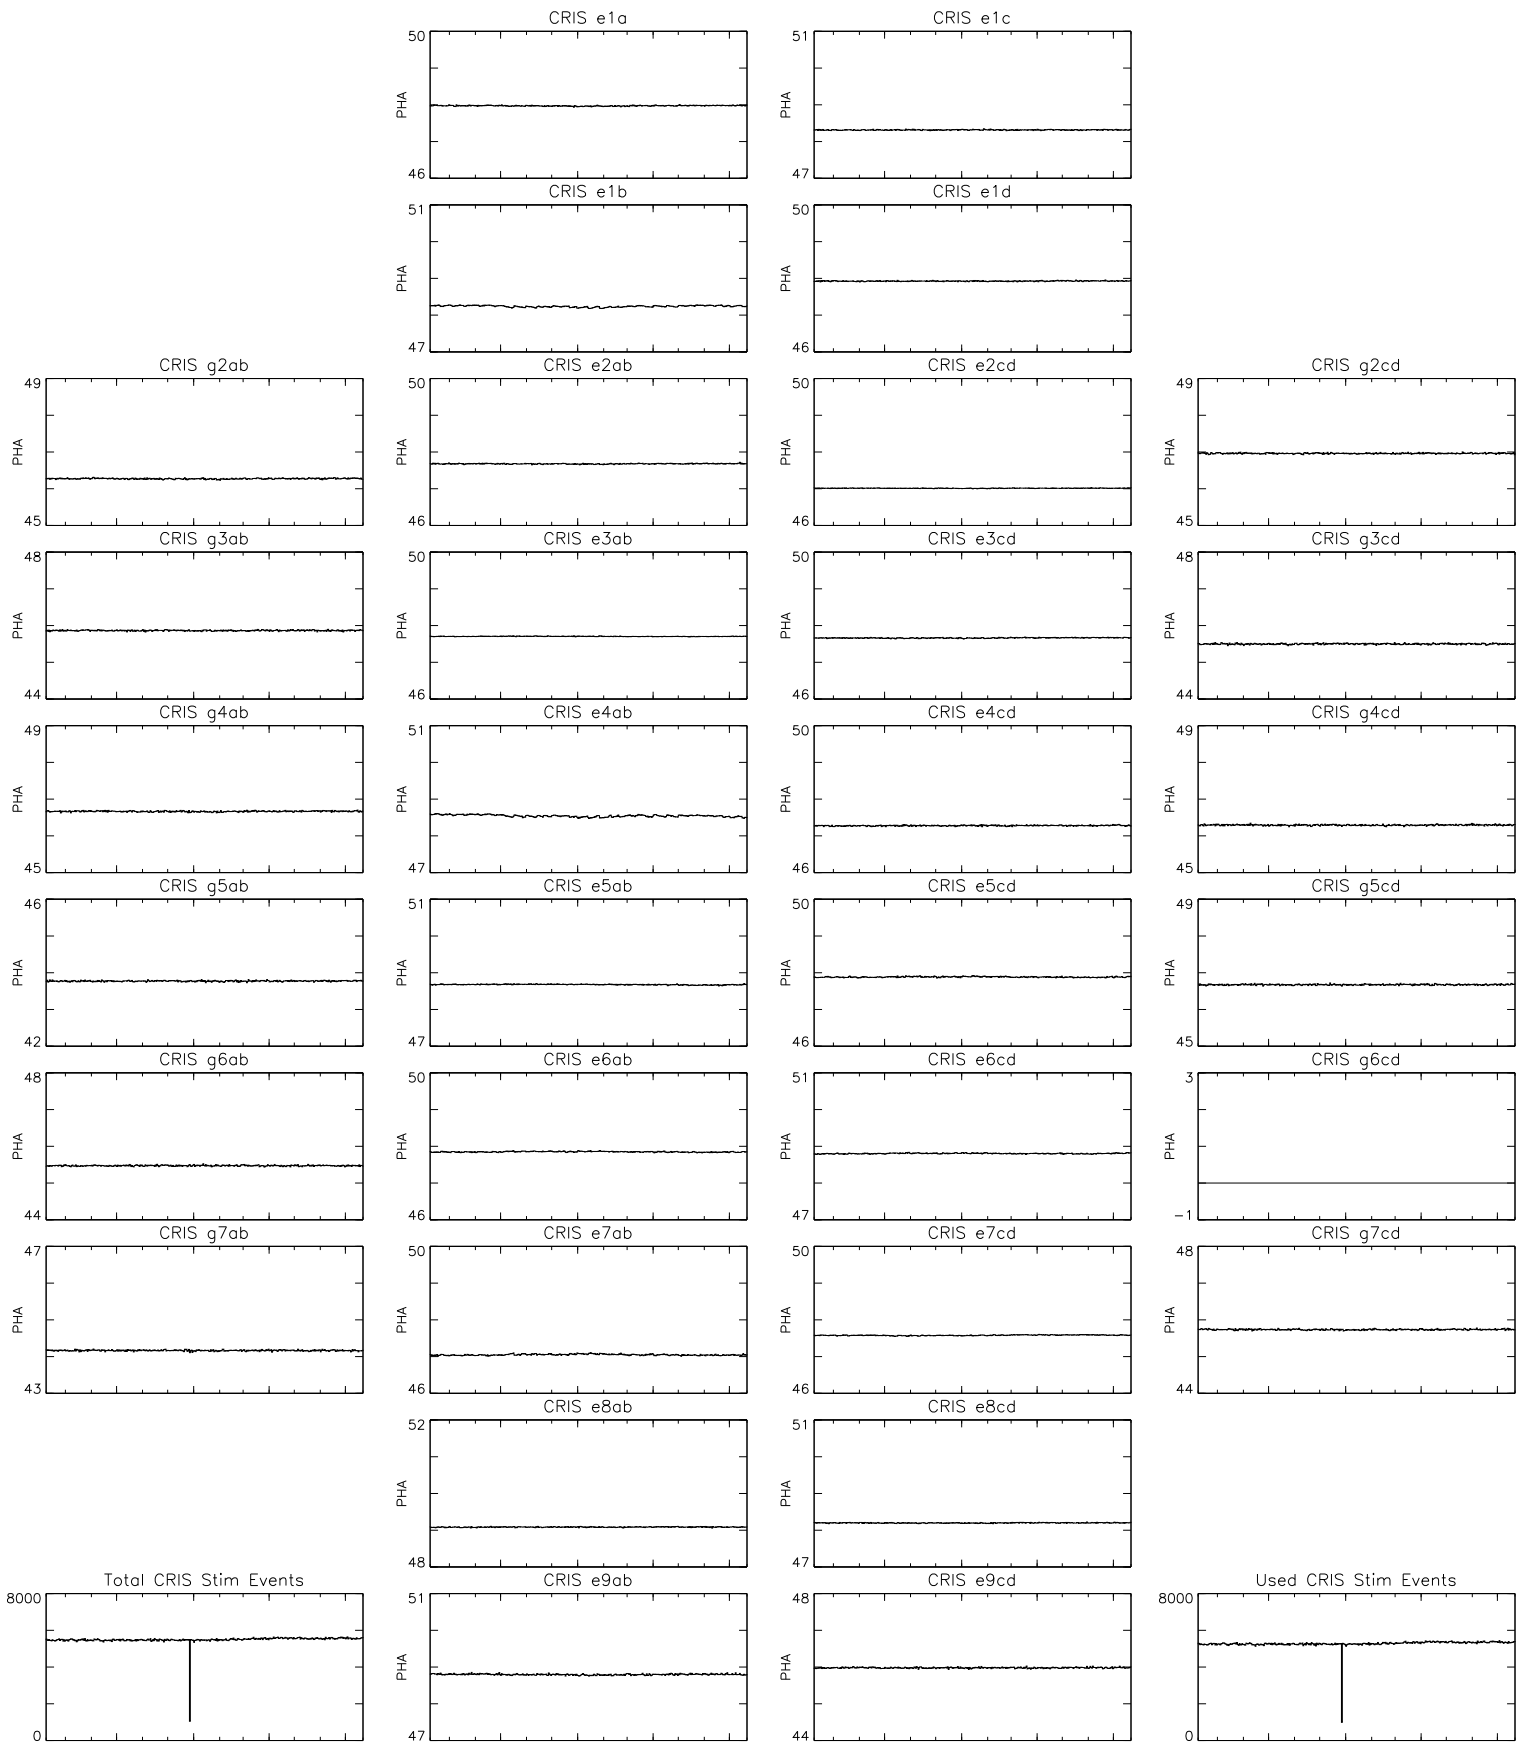 CRIS e1a
50
PHA
46
CRIS e1c
51
PHA
47
CRIS e1b
51
PHA
47
CRIS e1d
50
PHA
46
CRIS g2ab
49
PHA
45
CRIS e2ab
50
PHA
46
CRIS e2cd
50
PHA
46
CRIS g2cd
49
PHA
45
CRIS g3ab
48
PHA
44
CRIS e3ab
50
PHA
46
CRIS e3cd
50
PHA
46
CRIS g3cd
48
PHA
44
CRIS g4ab
49
PHA
45
CRIS e4ab
51
PHA
47
CRIS e4cd
50
PHA
46
CRIS g4cd
49
PHA
45
CRIS g5ab
46
PHA
42
CRIS e5ab
51
PHA
47
CRIS e5cd
50
PHA
46
CRIS g5cd
49
PHA
45
CRIS g6ab
48
PHA
44
CRIS e6ab
50
PHA
46
CRIS e6cd
51
PHA
47
CRIS g6cd
3
PHA
-1
CRIS g7ab
47
PHA
43
CRIS e7ab
50
PHA
46
CRIS e7cd
50
PHA
46
CRIS g7cd
48
PHA
44
CRIS e8ab
52
PHA
48
CRIS e8cd
51
PHA
47
Total CRIS Stim Events
8000
0
CRIS e9ab
51
PHA
47
CRIS e9cd
48
PHA
44
Used CRIS Stim Events
8000
0